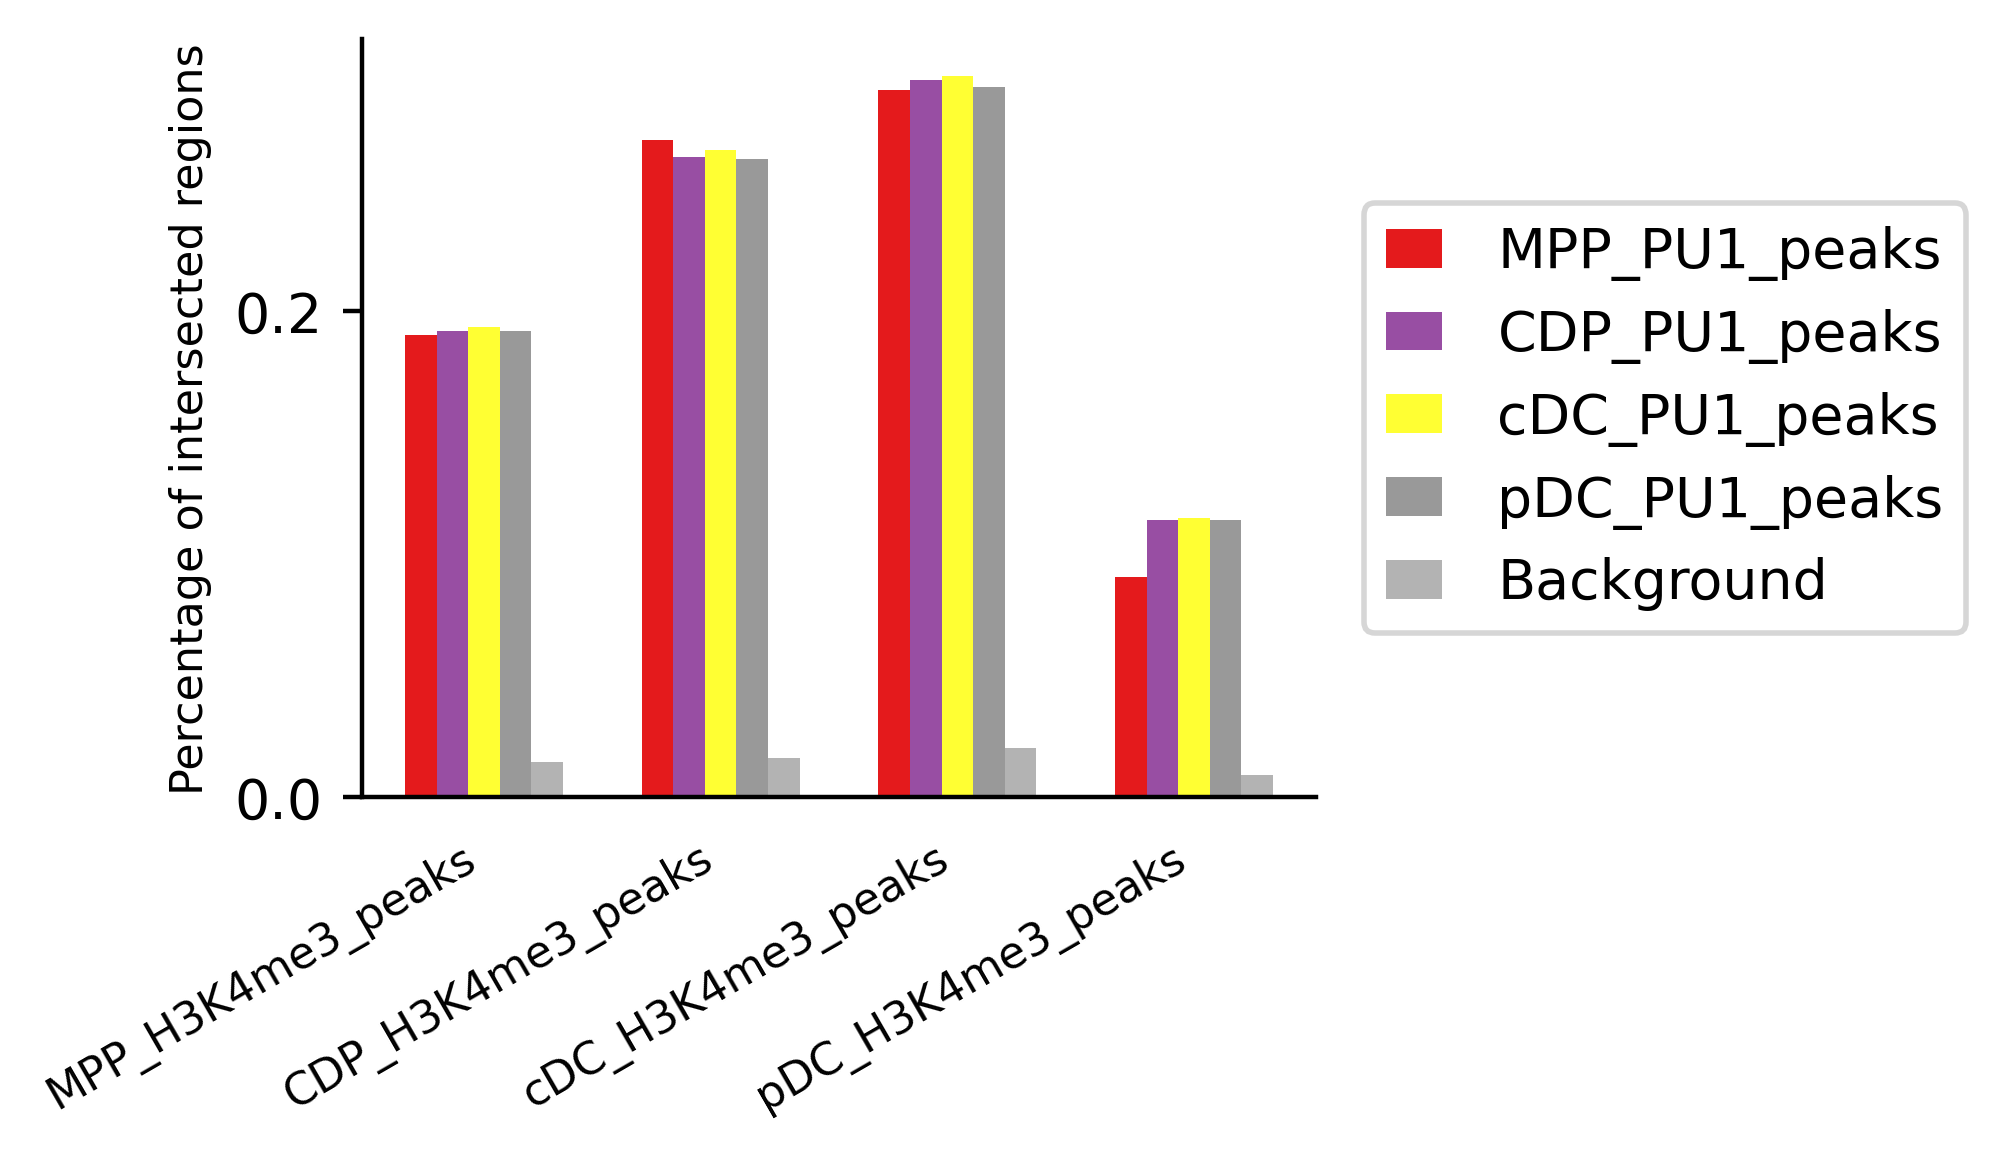 Percentage of intersected regions
0.2
0.0
MPP_H3K4me3_peaks
CDP_H3K4me3_peaks
cDC_H3K4me3_peaks
pDC_H3K4me3_peaks
MPP_PU1_peaks
CDP_PU1_peaks
cDC_PU1_peaks
pDC_PU1_peaks
Background